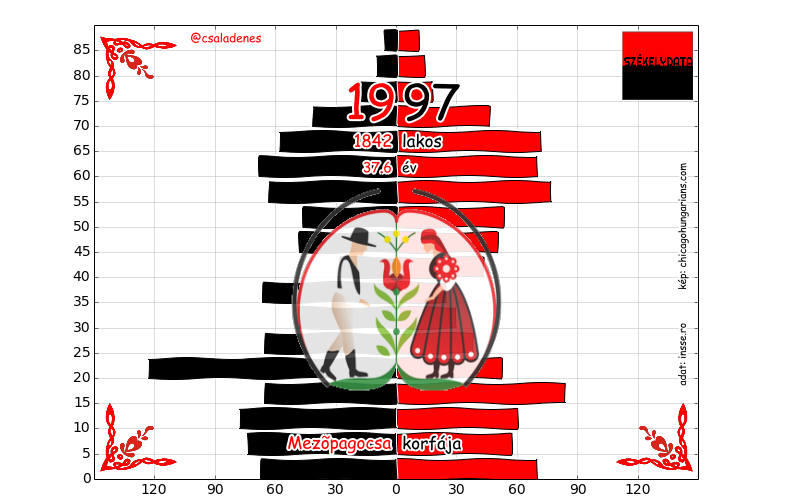 @csaladenes
SZÉKELYDATA
1997
1842 lakos
37.6 év
Mezőpagocsa korfája
kép: chicagohungarians.com
adat: insse.ro
85
80
75
70
65
60
55
50
45
40
35
30
25
20
15
10
5
0
120 90 60 30 0 30 60 90 120